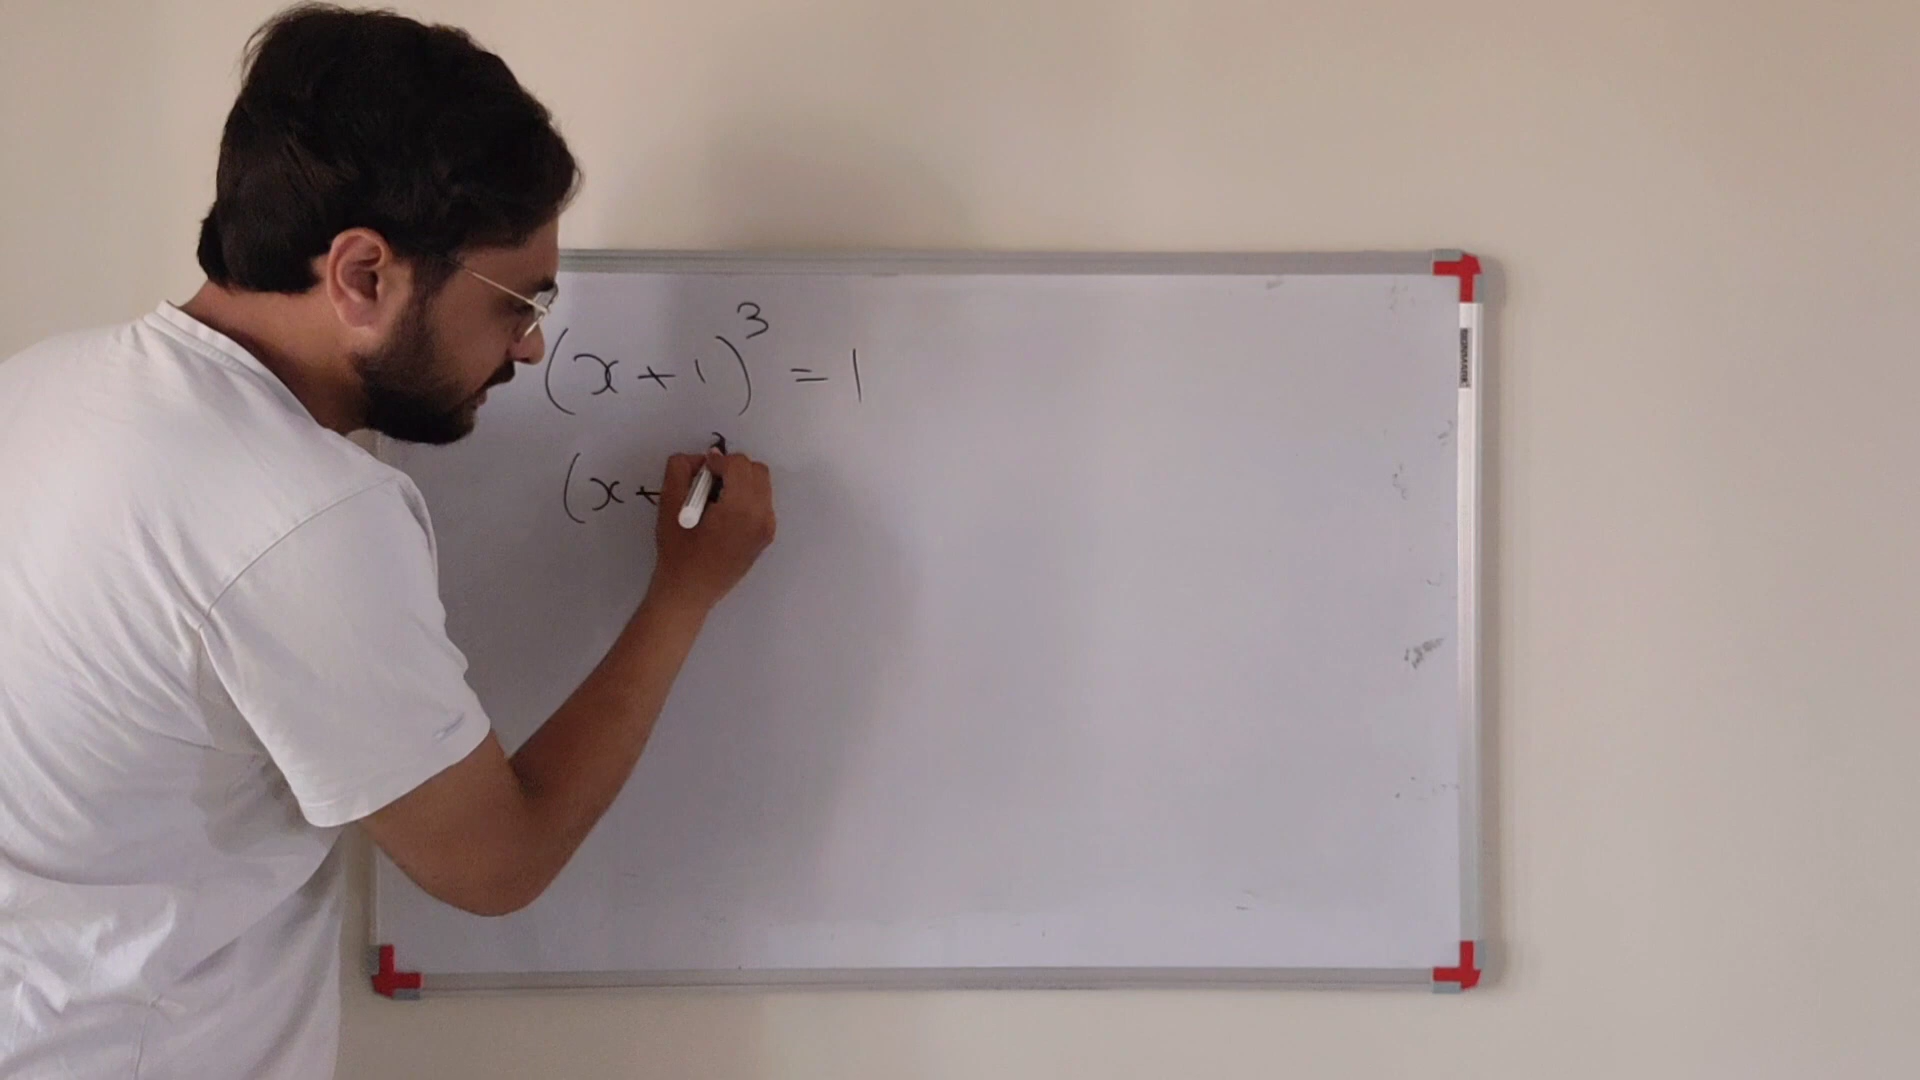 (x+1)³ = 1
(x+